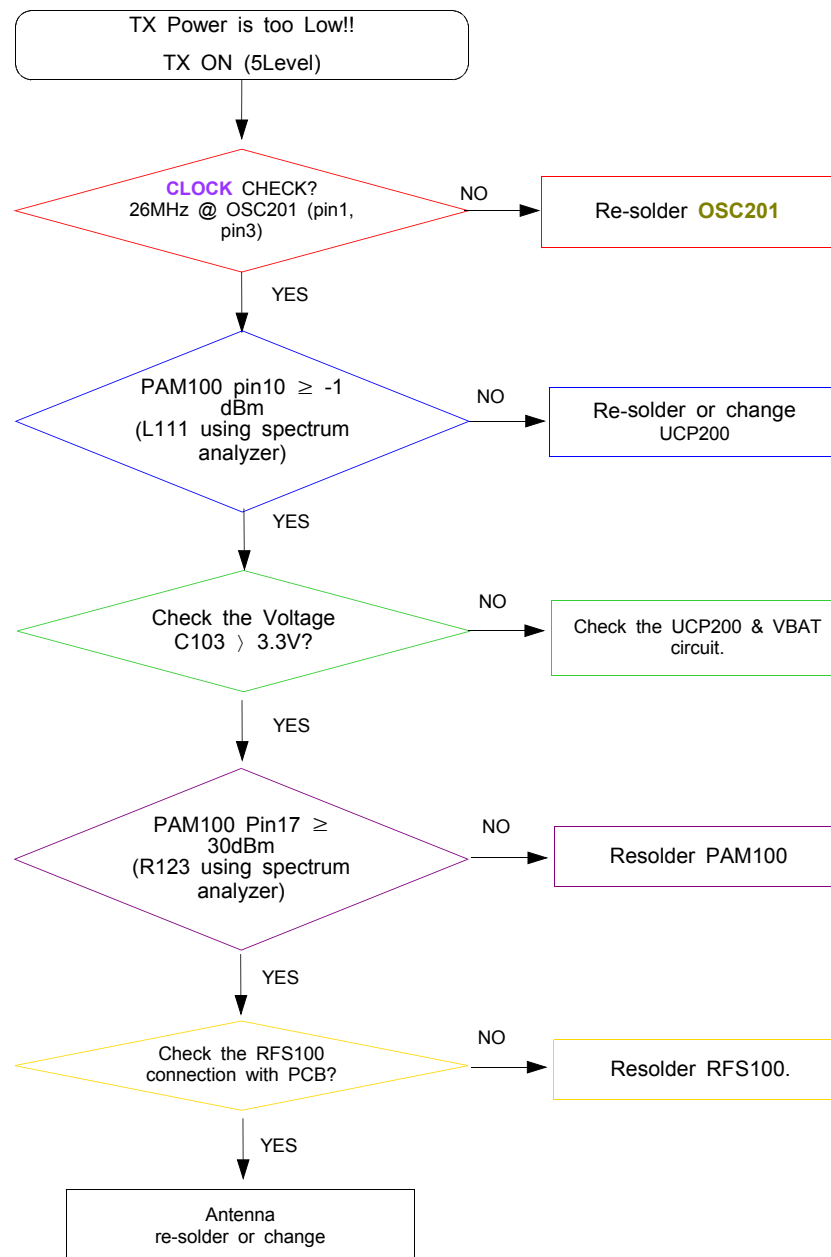 TX Power is too Low!!
TX ON (5Level)
CLOCK CHECK?
26MHz @ OSC201 (pin1,
pin3)
NO
Re-solder OSC201
YES
PAM100 pin10 ≥ -1
dBm
(L111 using spectrum
analyzer)
NO
Re-solder or change
UCP200
YES
Check the Voltage
C103 〉 3.3V?
NO
Check the UCP200 & VBAT
circuit.
YES
PAM100 Pin17 ≥
30dBm
(R123 using spectrum
analyzer)
NO
Resolder PAM100
YES
Check the RFS100
connection with PCB?
NO
Resolder RFS100.
YES
Antenna
re-solder or change